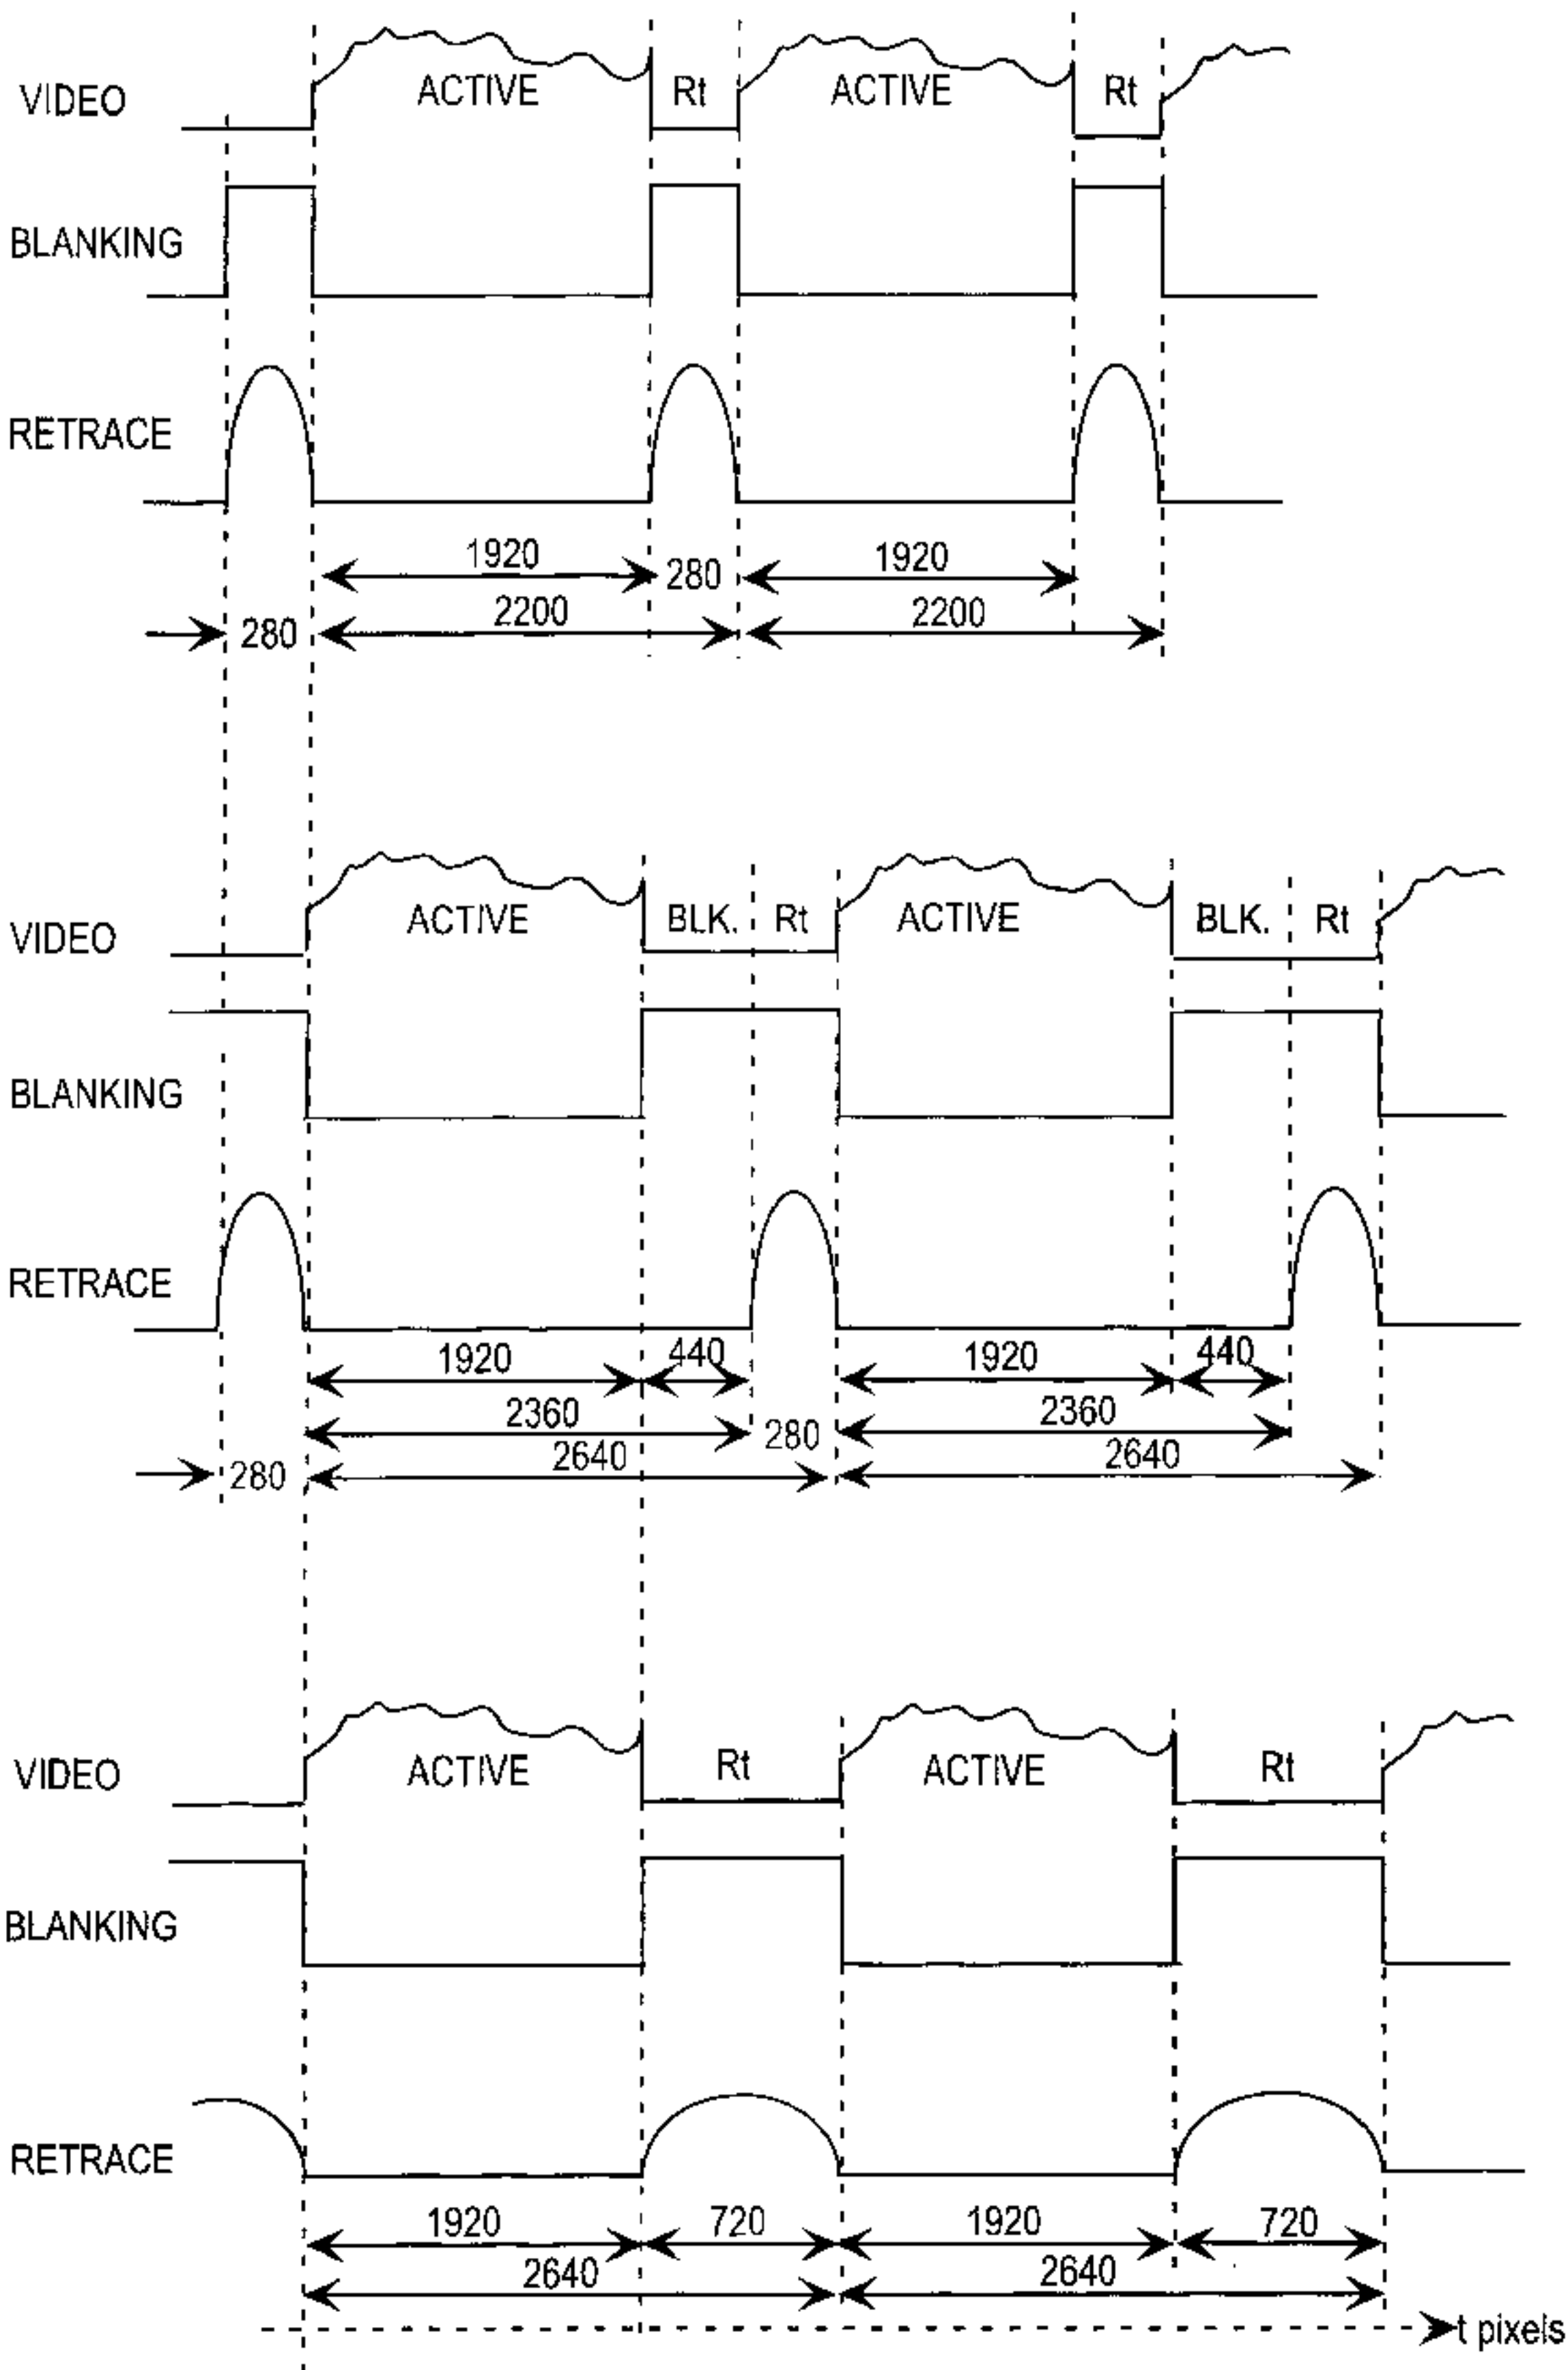 VIDEO ACTIVE Rt ACTIVE Rt
BLANKING
RETRACE
1920 280 1920
280 2200 2200
VIDEO ACTIVE BLK. Rt ACTIVE BLK. Rt
BLANKING
RETRACE
1920 440 1920 440
2360 280 2360
280 2640 2640
VIDEO ACTIVE Rt ACTIVE Rt
BLANKING
RETRACE
1920 720 1920 720
2640 2640
t pixels